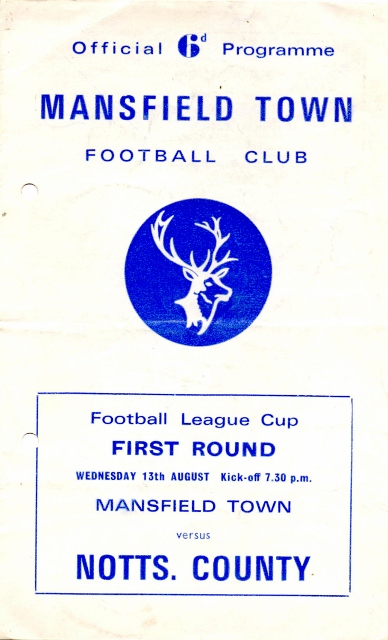 Official 6d Programme
MANSFIELD TOWN
FOOTBALL CLUB
Football League Cup
FIRST ROUND
WEDNESDAY 13th AUGUST Kick-off 7.30 p.m.
MANSFIELD TOWN
versus
NOTTS. COUNTY